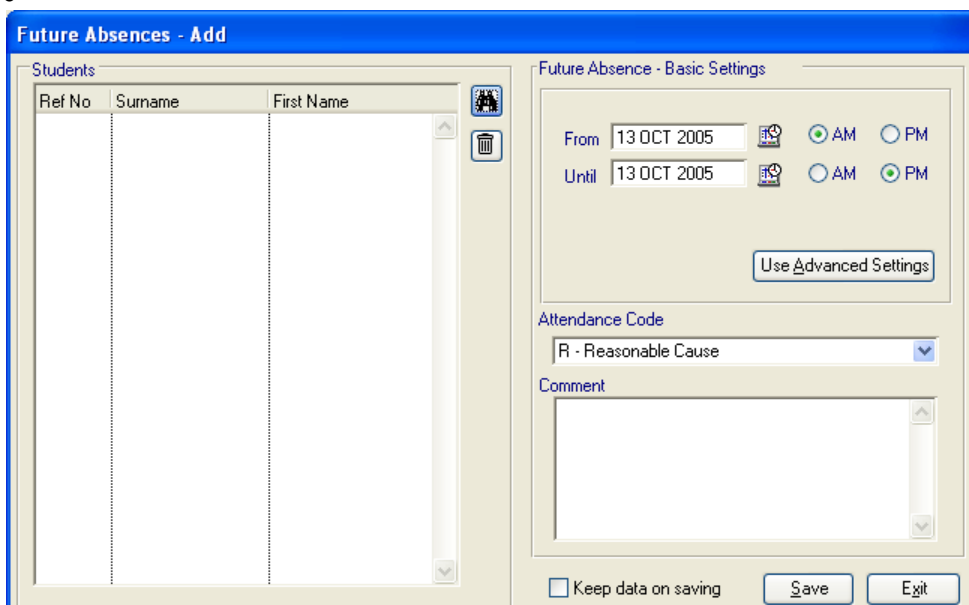 Future Absences - Add
Students
Ref No Surname First Name
Future Absence - Basic Settings
From 13 OCT 2005 AM PM
Until 13 OCT 2005 AM PM
Use Advanced Settings
Attendance Code
R - Reasonable Cause
Comment
Keep data on saving Save Exit